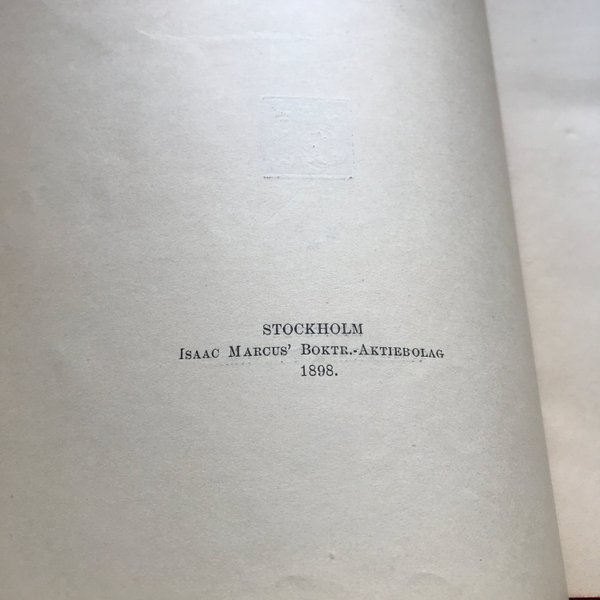 STOCKHOLM
ISAAC MARCUS' BOKTR.-AKTIEBOLAG
1898.